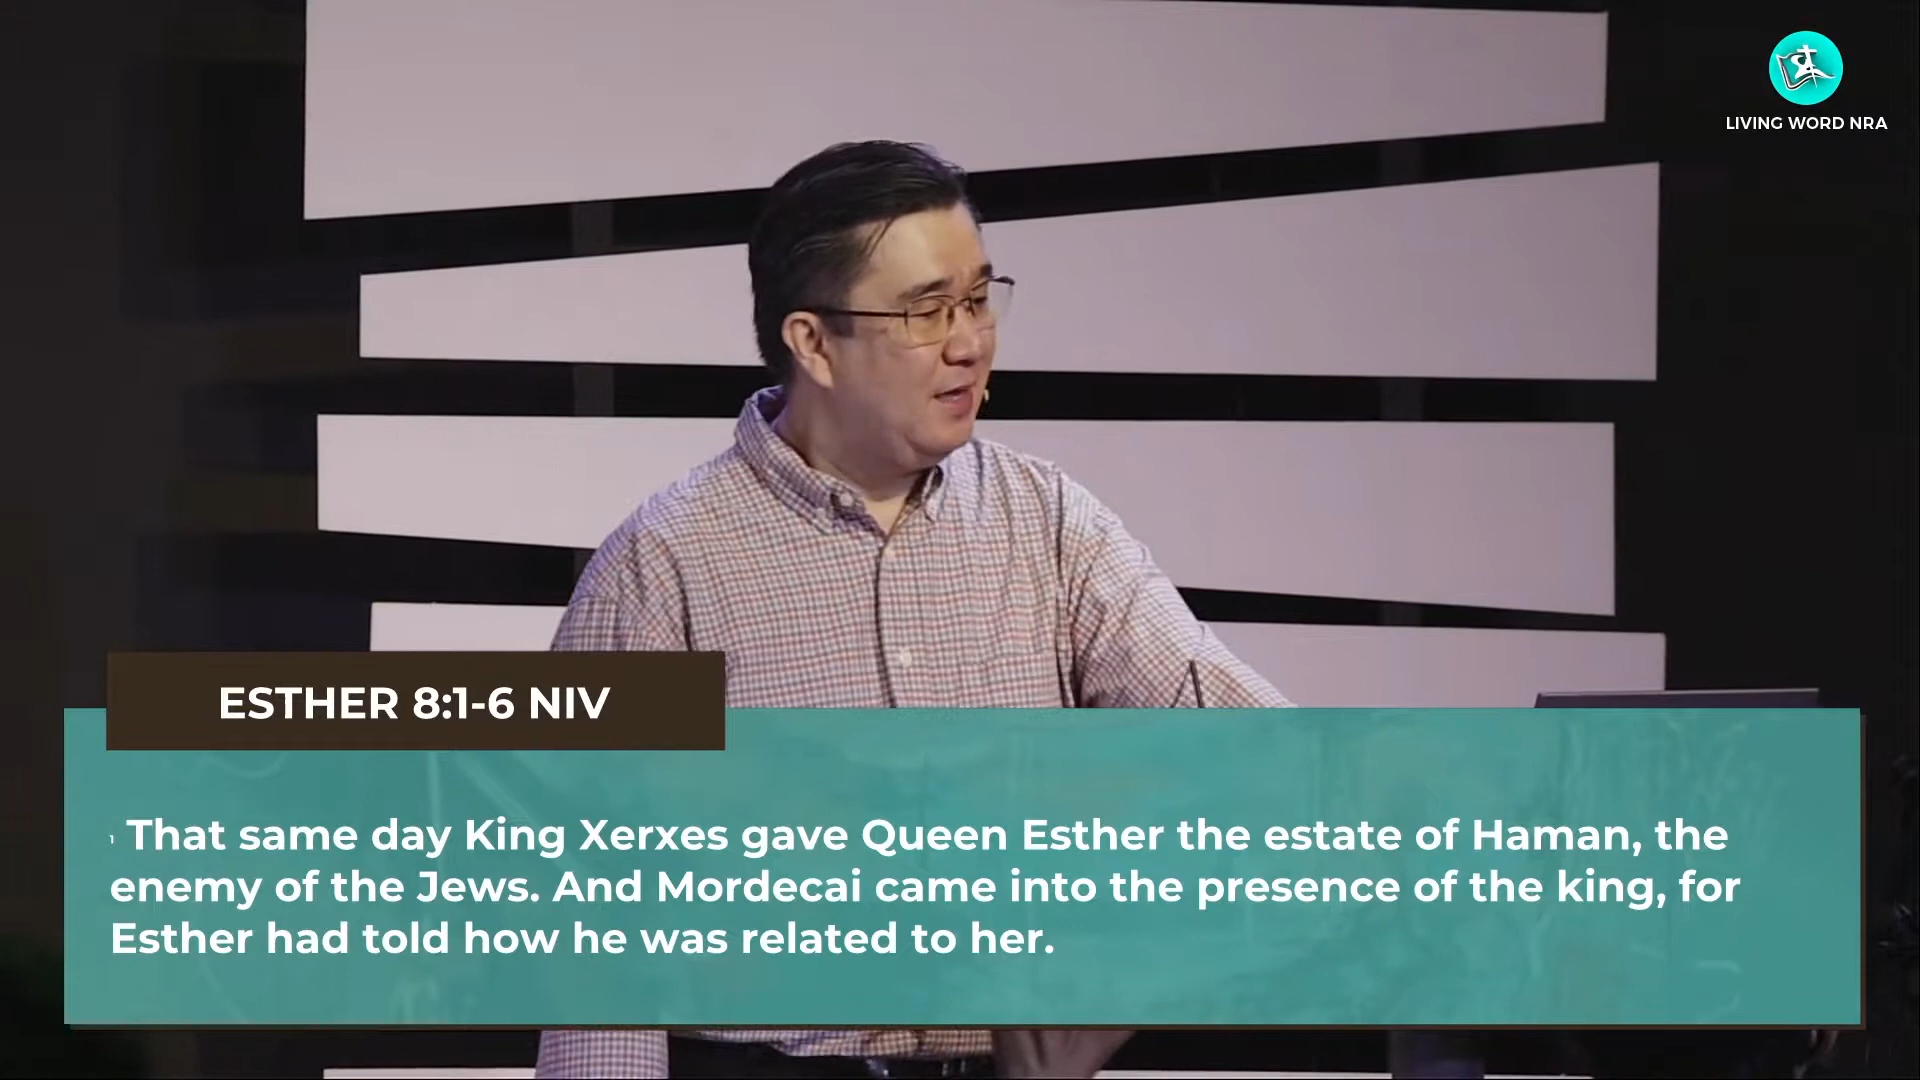 LIVING WORD NRA
ESTHER 8:1-6 NIV
1 That same day King Xerxes gave Queen Esther the estate of Haman, the
enemy of the Jews. And Mordecai came into the presence of the king, for
Esther had told how he was related to her.